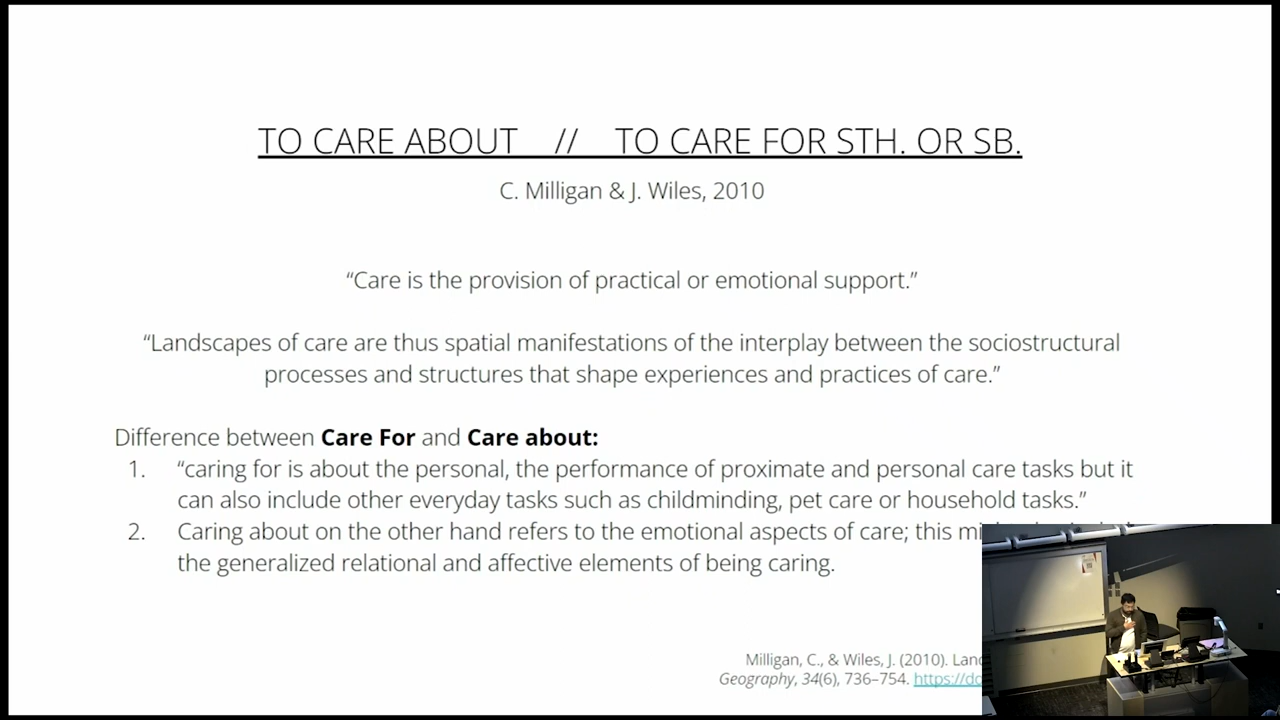 TO CARE ABOUT // TO CARE FOR STH. OR SB.
C. Milligan & J. Wiles, 2010
“Care is the provision of practical or emotional support.”
“Landscapes of care are thus spatial manifestations of the interplay between the sociostructural
processes and structures that shape experiences and practices of care.”
Difference between Care For and Care about:
1. “caring for is about the personal, the performance of proximate and personal care tasks but it
can also include other everyday tasks such as childminding, pet care or household tasks.”
2. Caring about on the other hand refers to the emotional aspects of care; this
the generalized relational and affective elements of being caring.
Milligan, C., & Wiles, J. (2010).
Geography, 34(6), 736–754.